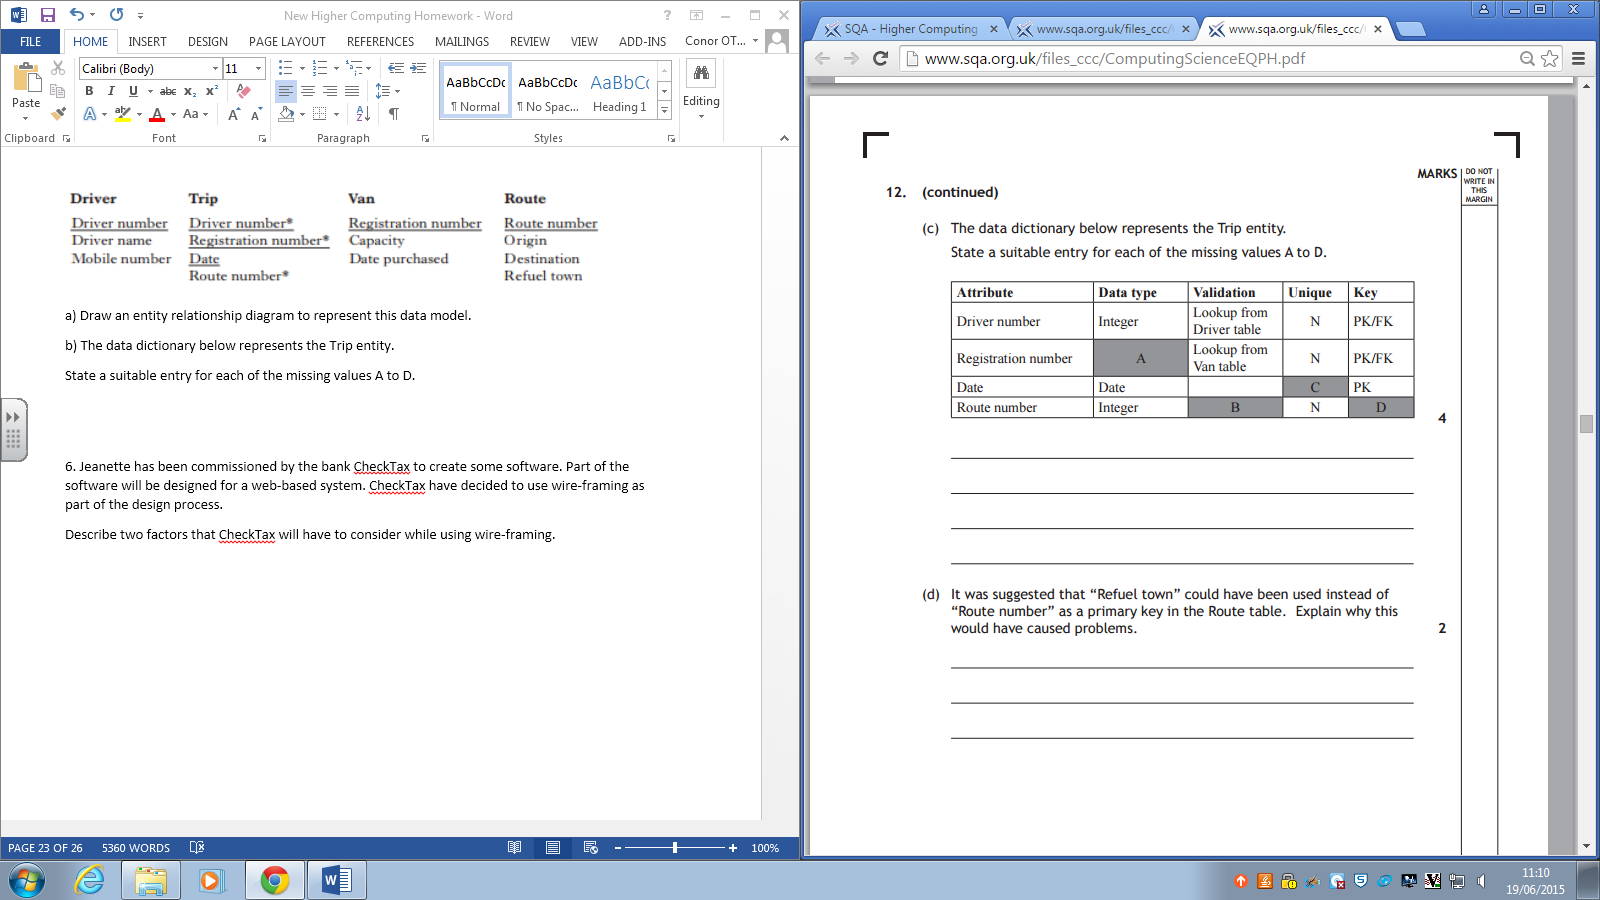 New Higher Computing Homework - Word
FILE HOME INSERT DESIGN PAGE LAYOUT REFERENCES MAILINGS REVIEW VIEW ADD-INS Conor OT...
Calibri (Body) 11
Paste
B I U abc x₂ x²
A ab A Aa A A
AaBbCcDc AaBbCcDc AaBbCc
¶ Normal ¶ No Spac... Heading 1
Editing
Clipboard Font Paragraph Styles
Driver Trip Van Route
Driver number Driver number* Registration number Route number
Driver name Registration number* Capacity Origin
Mobile number Date Date purchased Destination
Route number* Refuel town
a) Draw an entity relationship diagram to represent this data model.
b) The data dictionary below represents the Trip entity.
State a suitable entry for each of the missing values A to D.
6. Jeanette has been commissioned by the bank CheckTax to create some software. Part of the
software will be designed for a web-based system. CheckTax have decided to use wire-framing as
part of the design process.
Describe two factors that CheckTax will have to consider while using wire-framing.
PAGE 23 OF 26 5360 WORDS 100%
SQA - Higher Computing www.sqa.org.uk/files_ccc/ www.sqa.org.uk/files_ccc/
www.sqa.org.uk/files_ccc/ComputingScienceEQPH.pdf
MARKS
DO NOT
WRITE IN
THIS
MARGIN
12. (continued)
(c) The data dictionary below represents the Trip entity.
State a suitable entry for each of the missing values A to D.
Attribute Data type Validation Unique Key
Driver number Integer Lookup from Driver table N PK/FK
Registration number A Lookup from Van table N PK/FK
Date Date C PK
Route number Integer B N D
4
(d) It was suggested that “Refuel town” could have been used instead of
“Route number” as a primary key in the Route table. Explain why this
would have caused problems.
2
11:10
19/06/2015